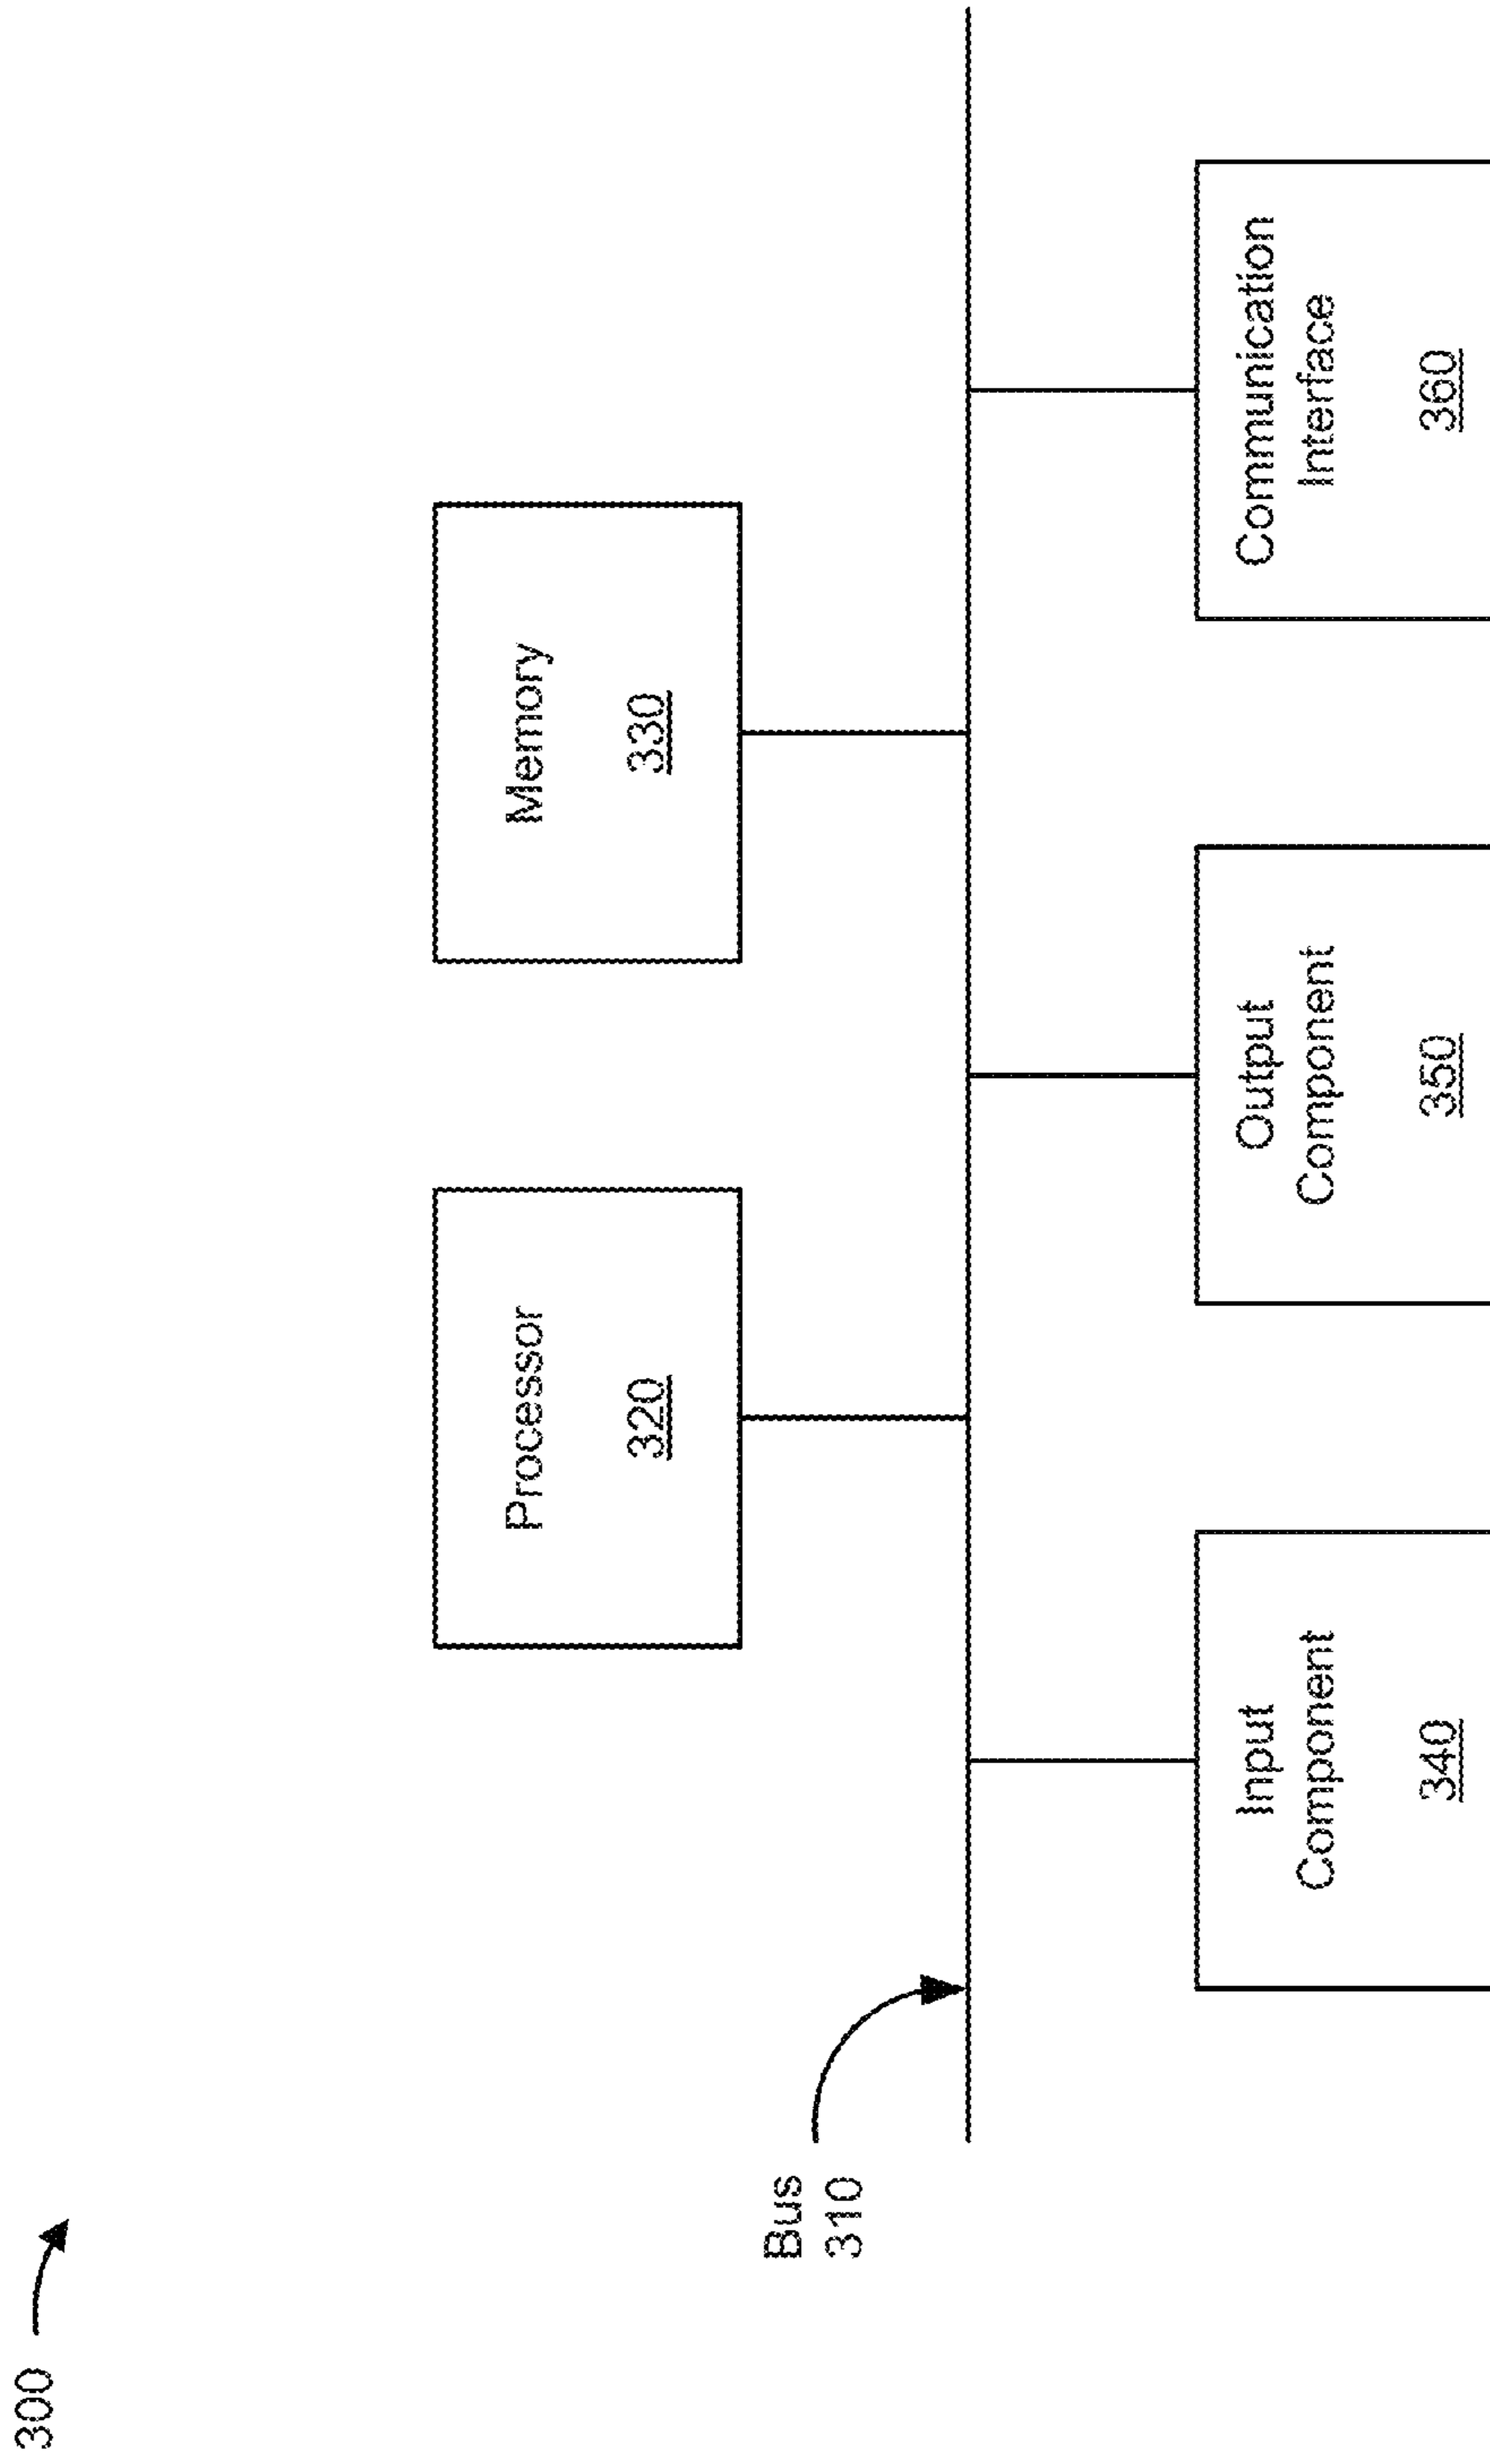 300
Bus
310
Processor
320
Memory
330
Input
Component
340
Output
Component
350
Communication
Interface
360